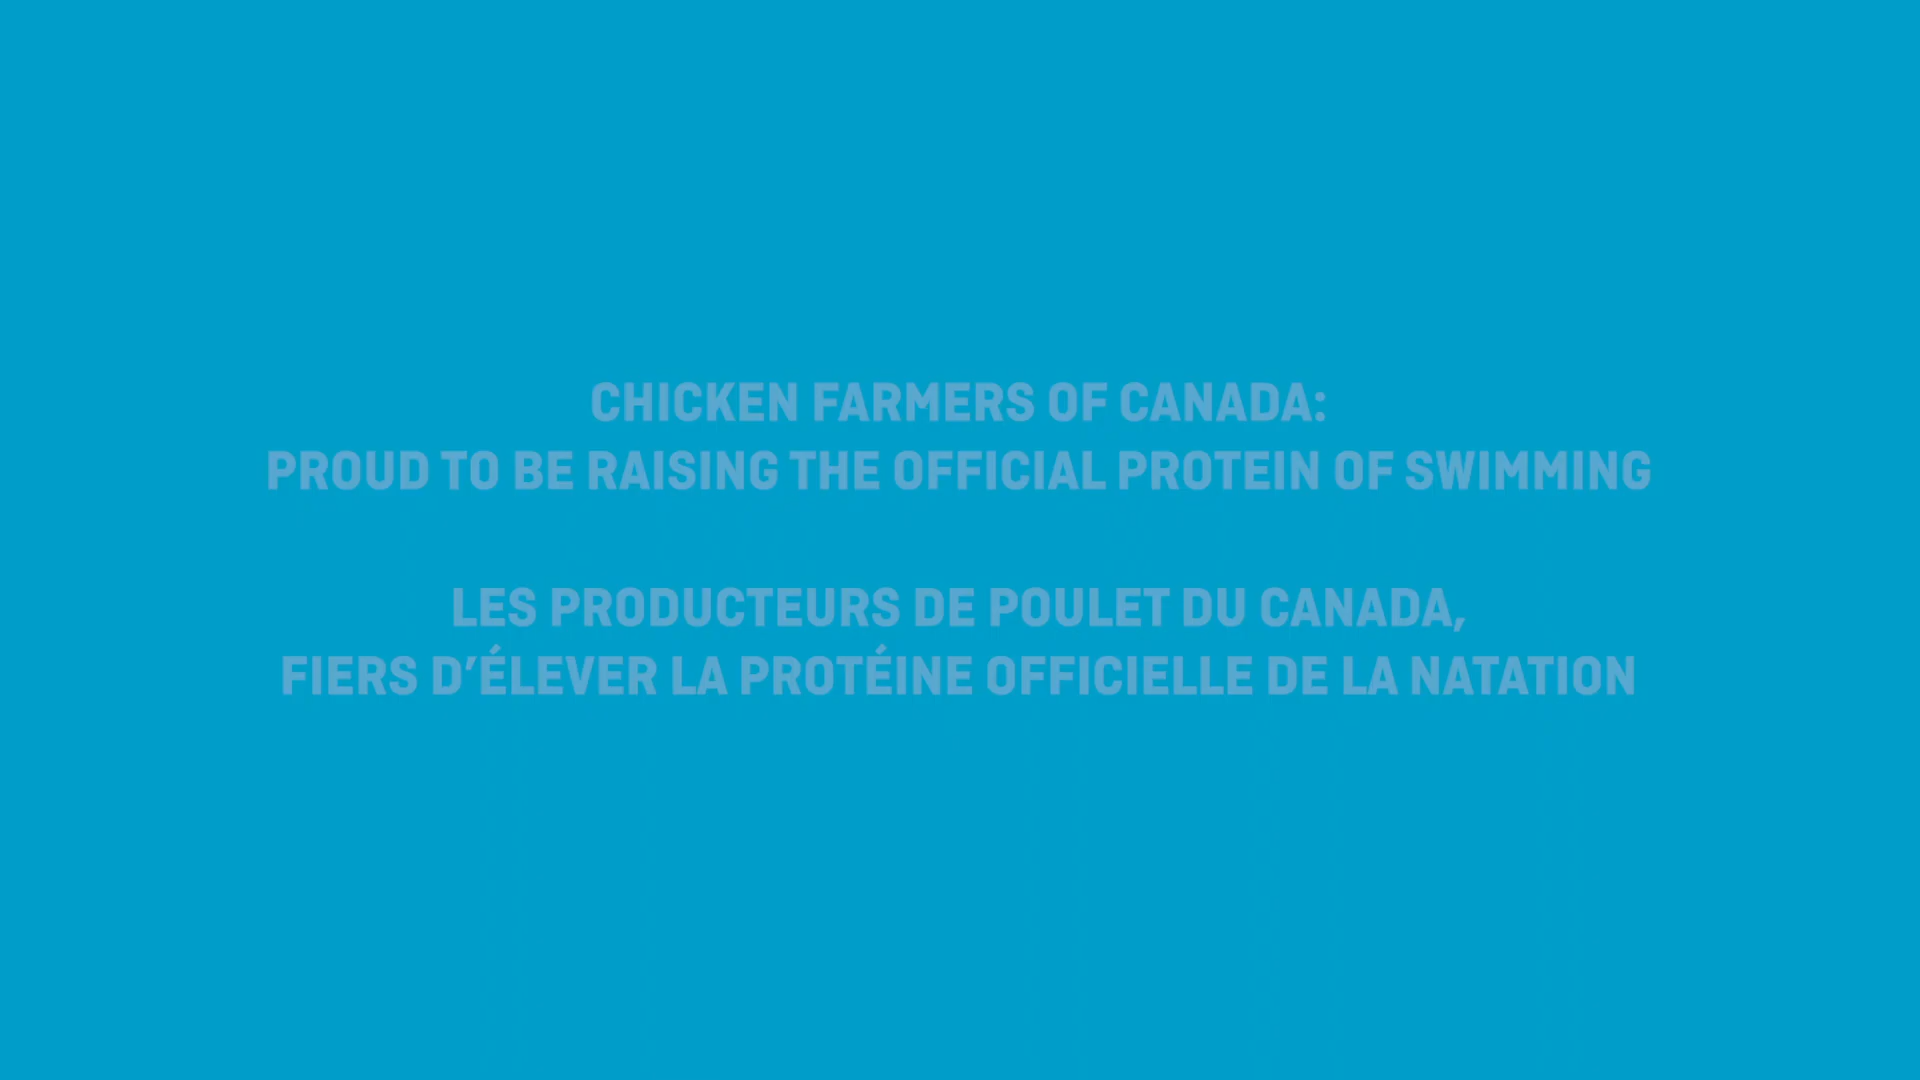 CHICKEN FARMERS OF CANADA:
PROUD TO BE RAISING THE OFFICIAL PROTEIN OF SWIMMING
LES PRODUCTEURS DE POULET DU CANADA,
FIERS D’ÉLEVER LA PROTÉINE OFFICIELLE DE LA NATATION